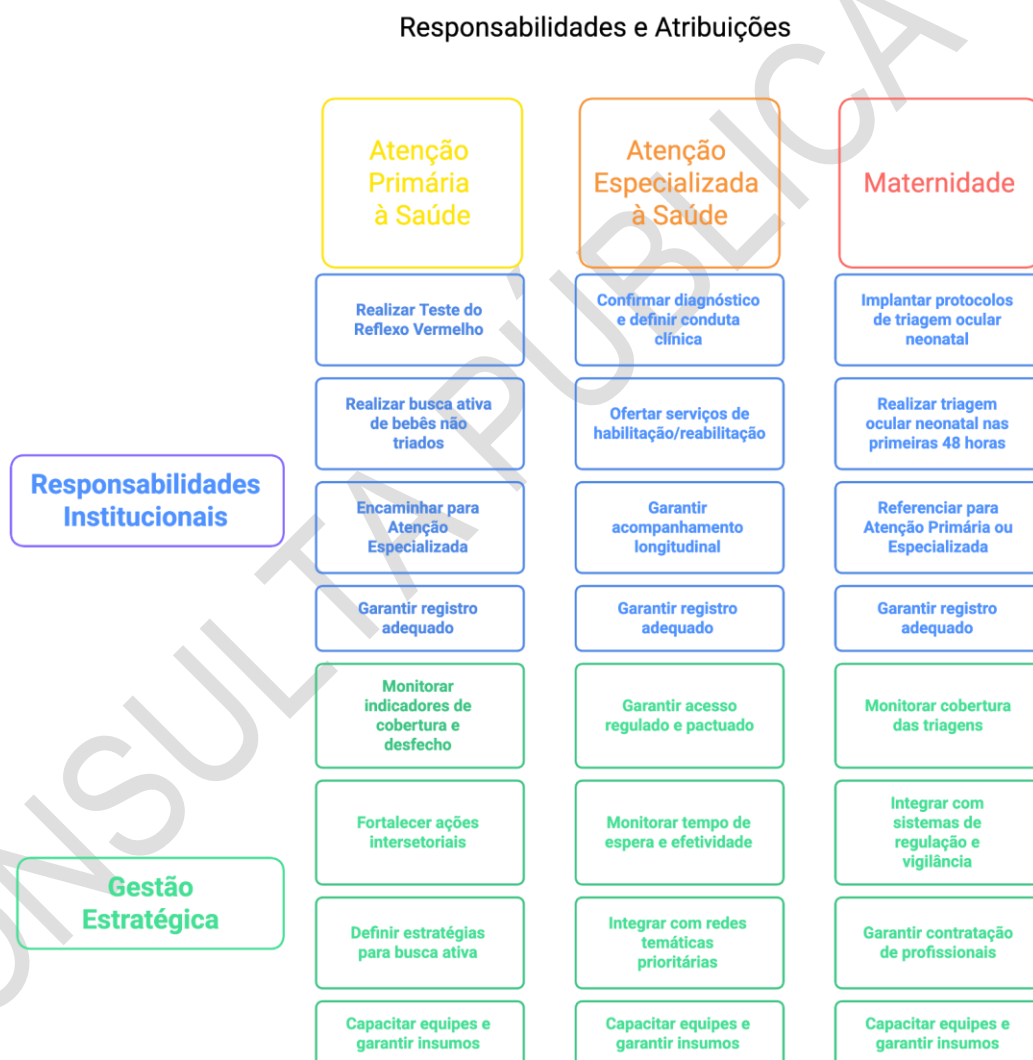 Responsabilidades e Atribuições
Atenção
Primária
à Saúde
Atenção
Especializada
à Saúde
Maternidade
Responsabilidades
Institucionais
Realizar Teste do
Reflexo Vermelho
Confirmar diagnóstico
e definir conduta
clínica
Implantar protocolos
de triagem ocular
neonatal
Realizar busca ativa
de bebês não
triados
Ofertar serviços de
habilitação/reabilitação
Realizar triagem
ocular neonatal nas
primeiras 48 horas
Encaminhar para
Atenção
Especializada
Garantir
acompanhamento
longitudinal
Referenciar para
Atenção Primária ou
Especializada
Garantir registro
adequado
Garantir registro
adequado
Garantir registro
adequado
Gestão
Estratégica
Monitorar
indicadores de
cobertura e
desfecho
Garantir acesso
regulado e pactuado
Monitorar cobertura
das triagens
Fortalecer ações
intersetoriais
Monitorar tempo de
espera e efetividade
Integrar com
sistemas de
regulação e
vigilância
Definir estratégias
para busca ativa
Integrar com redes
temáticas
prioritárias
Garantir contratação
de profissionais
Capacitar equipes e
garantir insumos
Capacitar equipes e
garantir insumos
Capacitar equipes e
garantir insumos
ONSULTA PÚBLICA